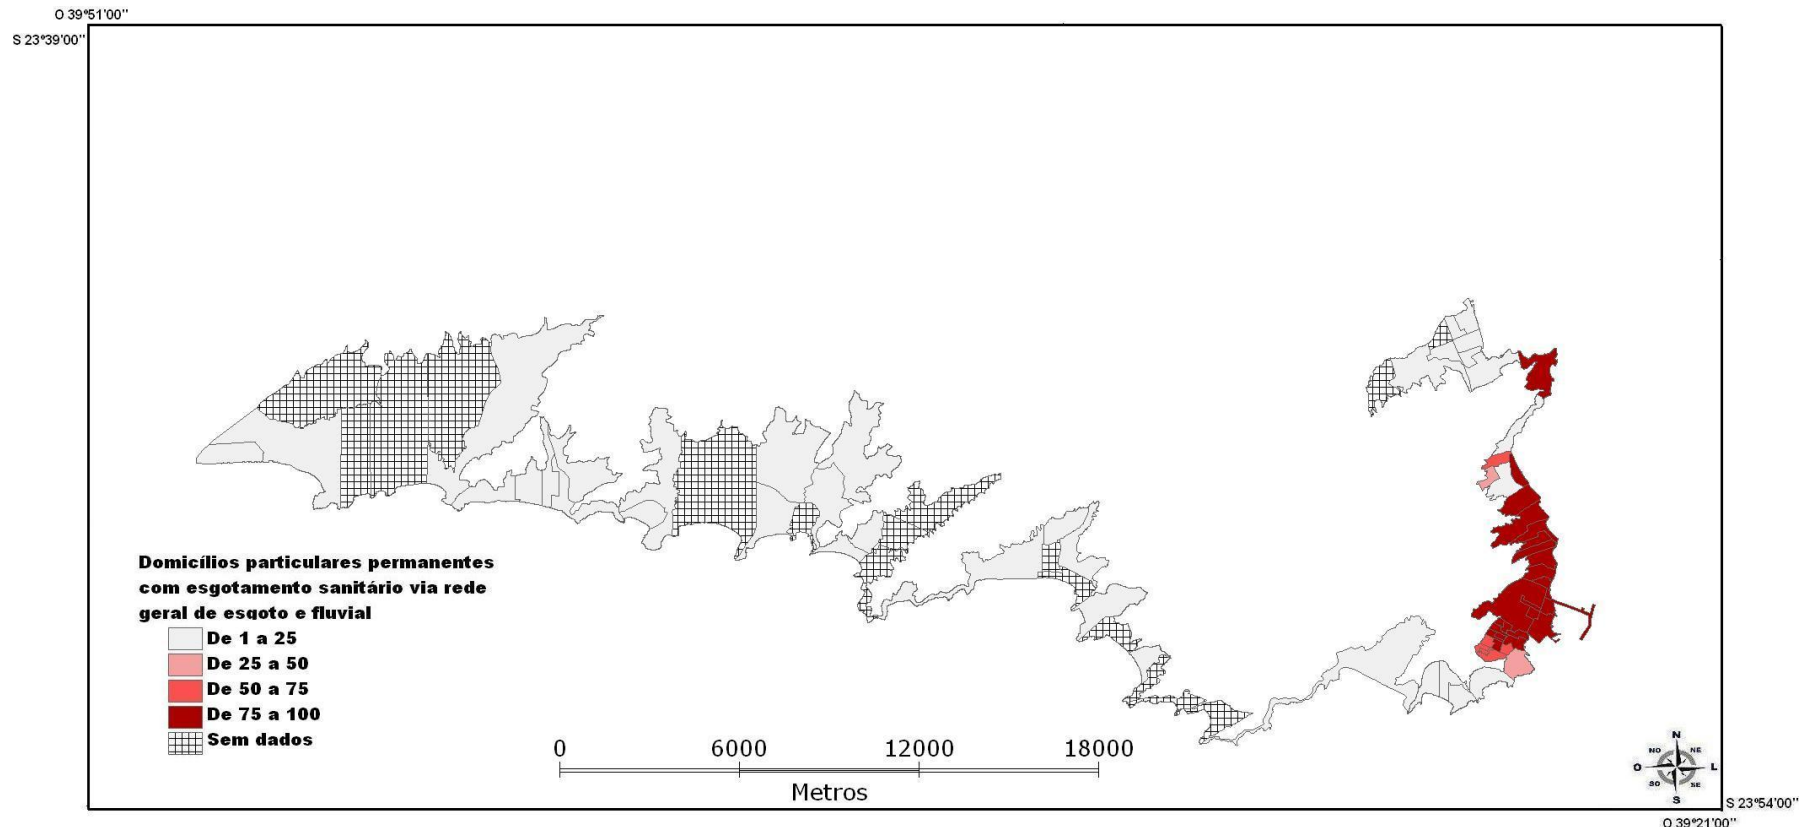 O 39°51'00''
S 23°39'00''
Domicílios particulares permanentes
com esgotamento sanitário via rede
geral de esgoto e fluvial
De 1 a 25
De 25 a 50
De 50 a 75
De 75 a 100
Sem dados
0 6000 12000 18000
Metros
N
NO NE
O L
SO SE
S
S 23°54'00''
O 39°21'00''